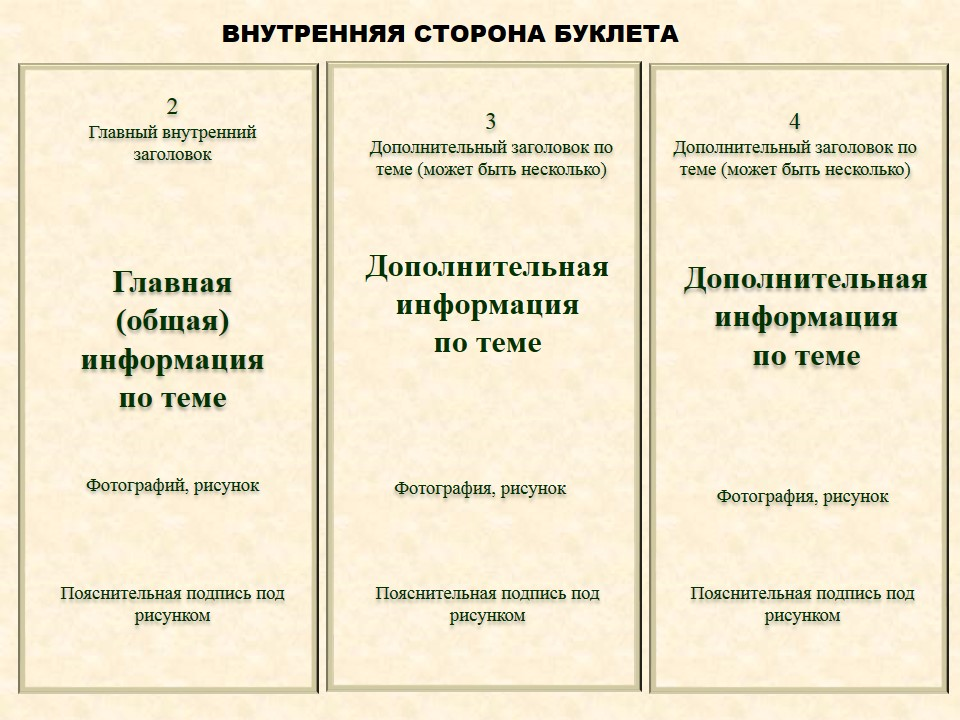 ВНУТРЕННЯЯ СТОРОНА БУКЛЕТА
2
Главный внутренний
заголовок
Главная
(общая)
информация
по теме
Фотографий, рисунок
Пояснительная подпись под
рисунком
3
Дополнительный заголовок по
теме (может быть несколько)
Дополнительная
информация
по теме
Фотография, рисунок
Пояснительная подпись под
рисунком
4
Дополнительный заголовок по
теме (может быть несколько)
Дополнительная
информация
по теме
Фотография, рисунок
Пояснительная подпись под
рисунком